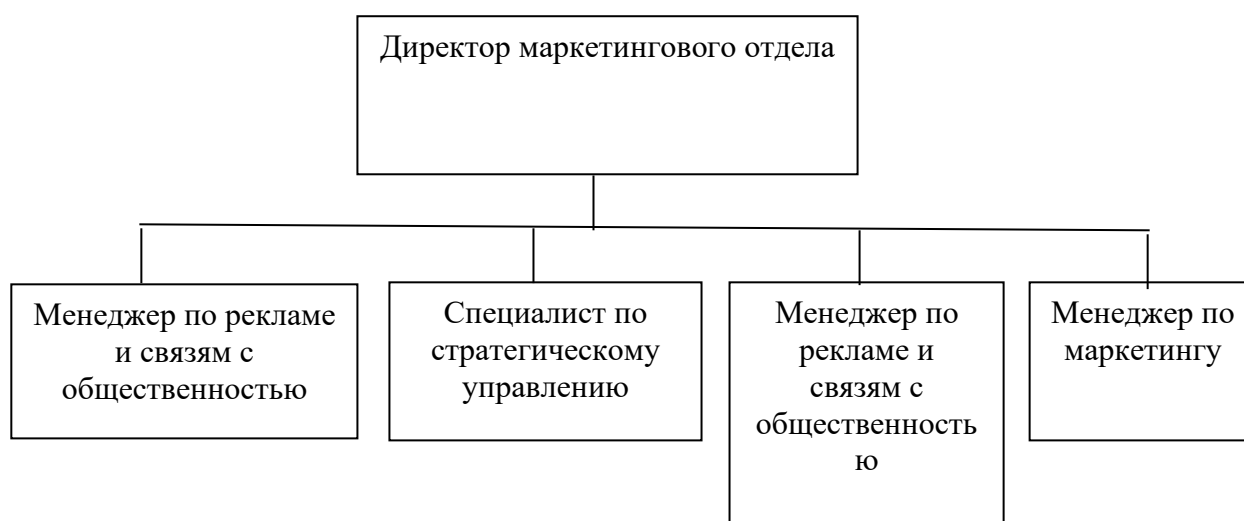 Директор маркетингового отдела
Менеджер по рекламе
и связям с
общественностью
Специалист по
стратегическому
управлению
Менеджер по
рекламе и
связям с
общественность
ю
Менеджер по
маркетингу